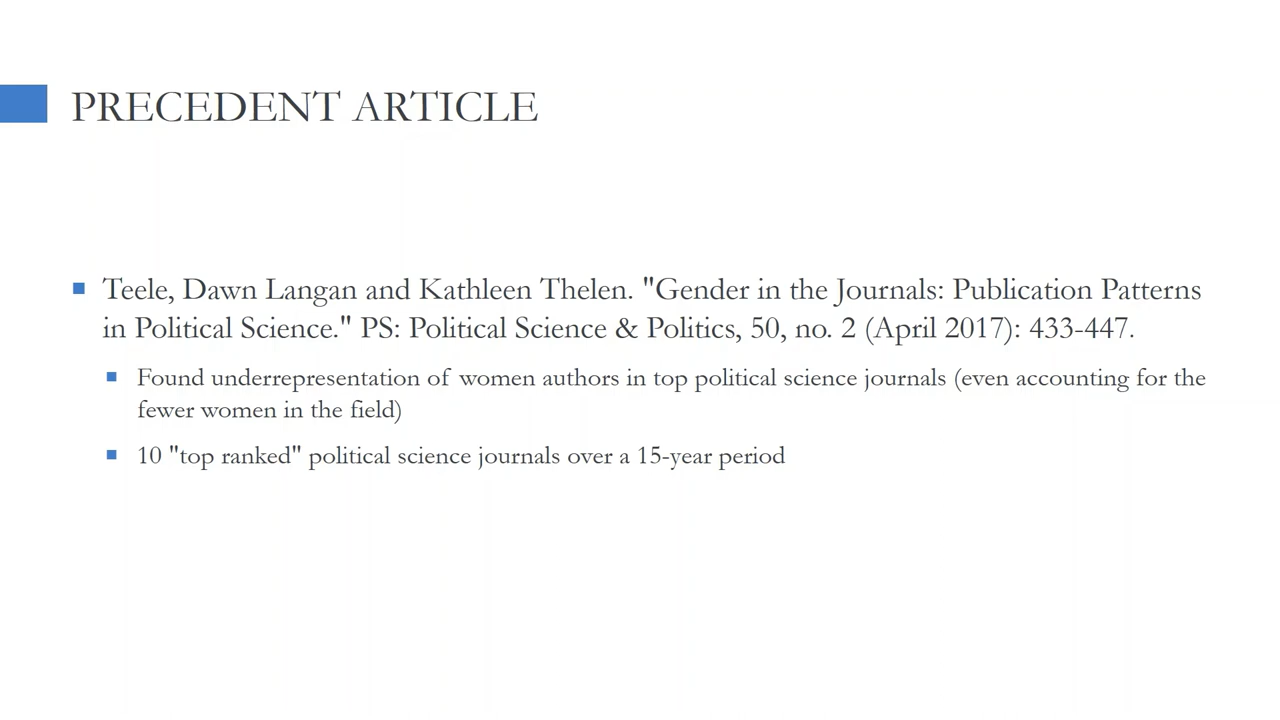 PRECEDENT ARTICLE
Teele, Dawn Langan and Kathleen Thelen. "Gender in the Journals: Publication Patterns
in Political Science." PS: Political Science & Politics, 50, no. 2 (April 2017): 433-447.
Found underrepresentation of women authors in top political science journals (even accounting for the
fewer women in the field)
10 "top ranked" political science journals over a 15-year period